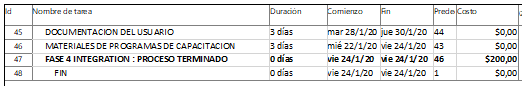 Id Nombre de tarea Duración Comienzo Fin Prede Costo
45 DOCUMENTACION DEL USUARIO 3 días mar 28/1/20 jue 30/1/20 44 $0,00
46 MATERIALES DE PROGRAMAS DE CAPACITACION 3 días mié 22/1/20 vie 24/1/20 43 $0,00
47 FASE 4 INTEGRATION : PROCESO TERMINADO 0 días vie 24/1/20 vie 24/1/20 46 $200,00
48 FIN 0 días vie 24/1/20 vie 24/1/20 1 $0,00